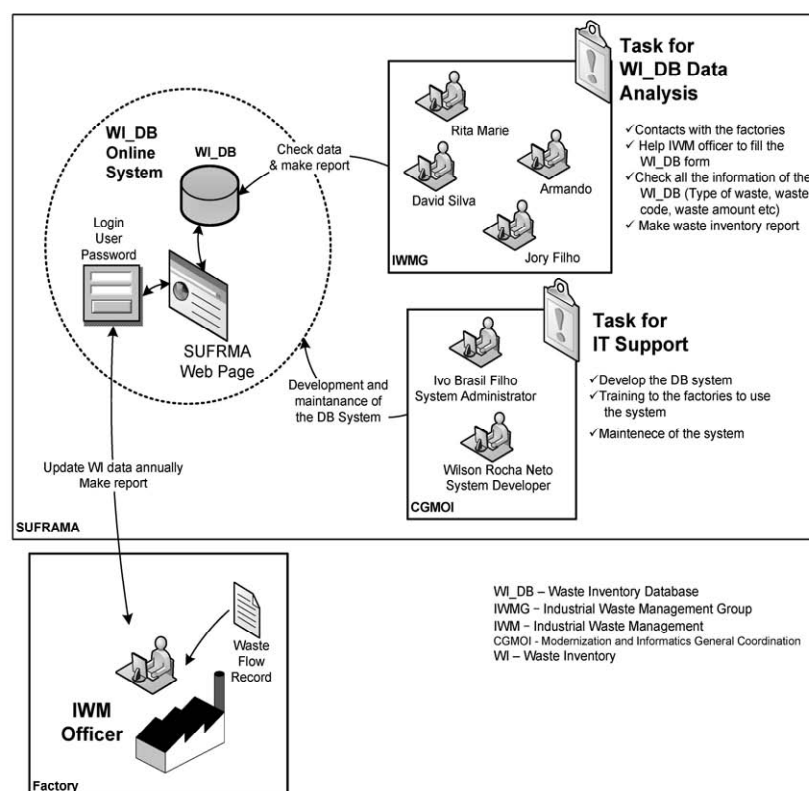 Task for
WI_DB Data
Analysis
✓Contacts with the factories
✓ Help IWM officer to fill the
WI_DB form
✓Check all the information of the
WI_DB (Type of waste, waste
code, waste amount etc)
✓ Make waste inventory report
Rita Marie
David Silva
Armando
Jory Filho
IWMG
Check data
& make report
WI_DB
Online
System
WI_DB
Login
User
Password
SUFRMA
Web Page
Task for
IT Support
✓Develop the DB system
✓Training to the factories to use
the system
✓Maintenece of the system
Ivo Brasil Filho
System Administrator
Wilson Rocha Neto
System Developer
CGMOI
Development and
maintanance of
the DB System
Update WI data annually
Make report
SUFRAMA
Waste
Flow
Record
IWM
Officer
Factory
WI_DB – Waste Inventory Database
IWMG – Industrial Waste Management Group
IWM – Industrial Waste Management
CGMOI - Modernization and Informatics General Coordination
WI – Waste Inventory